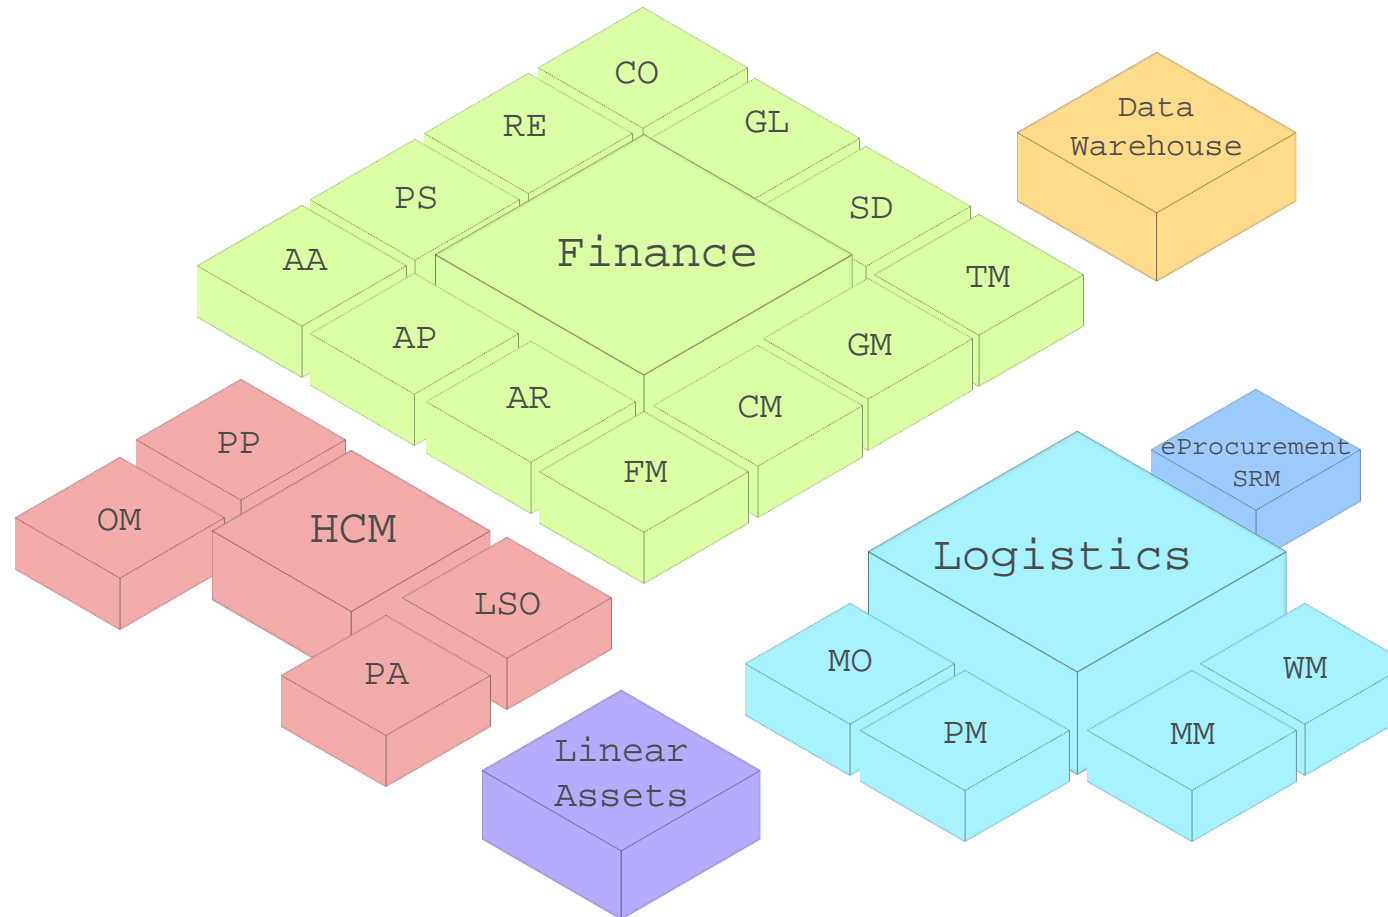 CO
RE
GL
PS
SD
AA
Finance
TM
AP
GM
AR
CM
FM
Data
Warehouse
PP
OM
HCM
LSO
PA
eProcurement
SRM
Logistics
MO
WM
PM
MM
Linear
Assets